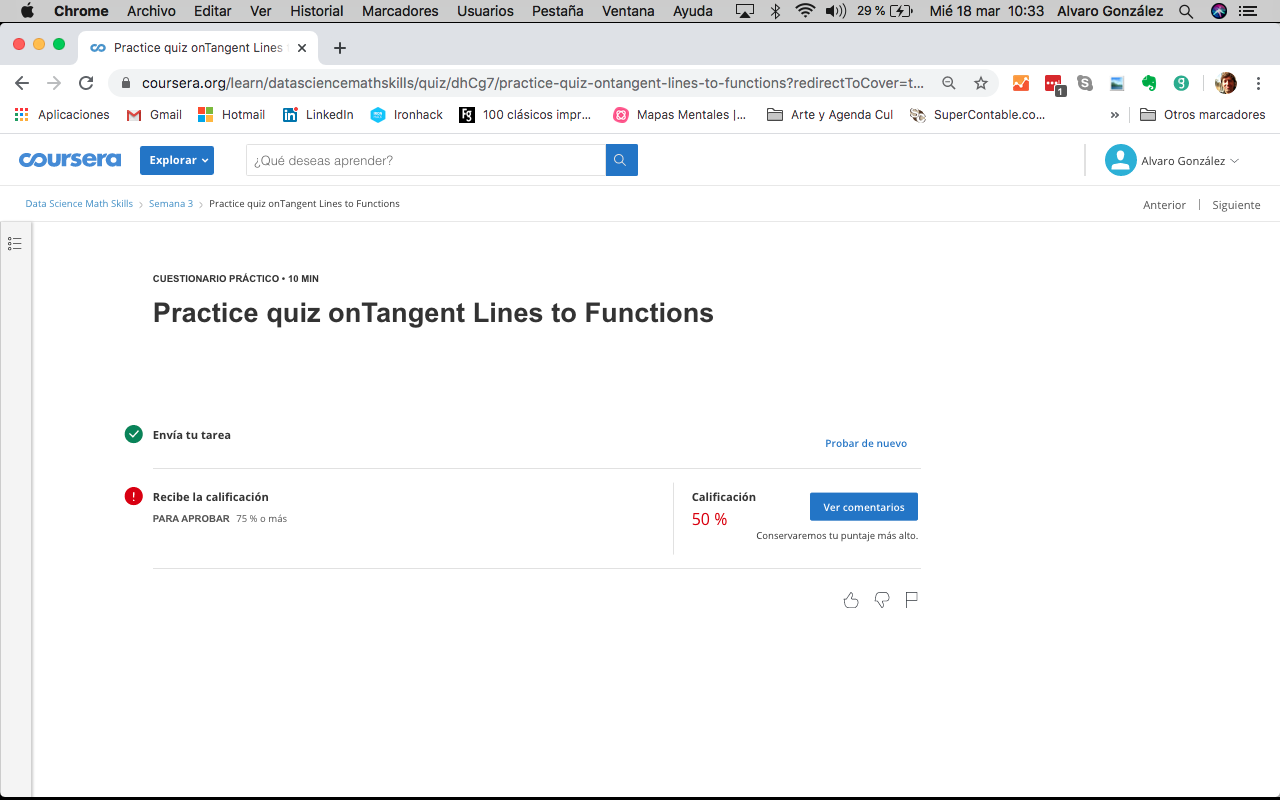 Chrome Archivo Editar Ver Historial Marcadores Usuarios Pestaña Ventana Ayuda 29 % Mié 18 mar 10:33 Alvaro González
Practice quiz onTangent Lines
coursera.org/learn/datasciencemathskills/quiz/dhCg7/practice-quiz-ontangent-lines-to-functions?redirectToCover=t...
1
Aplicaciones Gmail Hotmail LinkedIn Ironhack 100 clásicos impr... Mapas Mentales |... Arte y Agenda Cul SuperContable.co... » Otros marcadores
coursera Explorar ¿Qué deseas aprender? Alvaro González
Data Science Math Skills > Semana 3 > Practice quiz onTangent Lines to Functions Anterior | Siguiente
CUESTIONARIO PRÁCTICO • 10 MIN
Practice quiz onTangent Lines to Functions
Envía tu tarea
Probar de nuevo
Recibe la calificación
PARA APROBAR 75 % o más
Calificación
50 %
Ver comentarios
Conservaremos tu puntaje más alto.